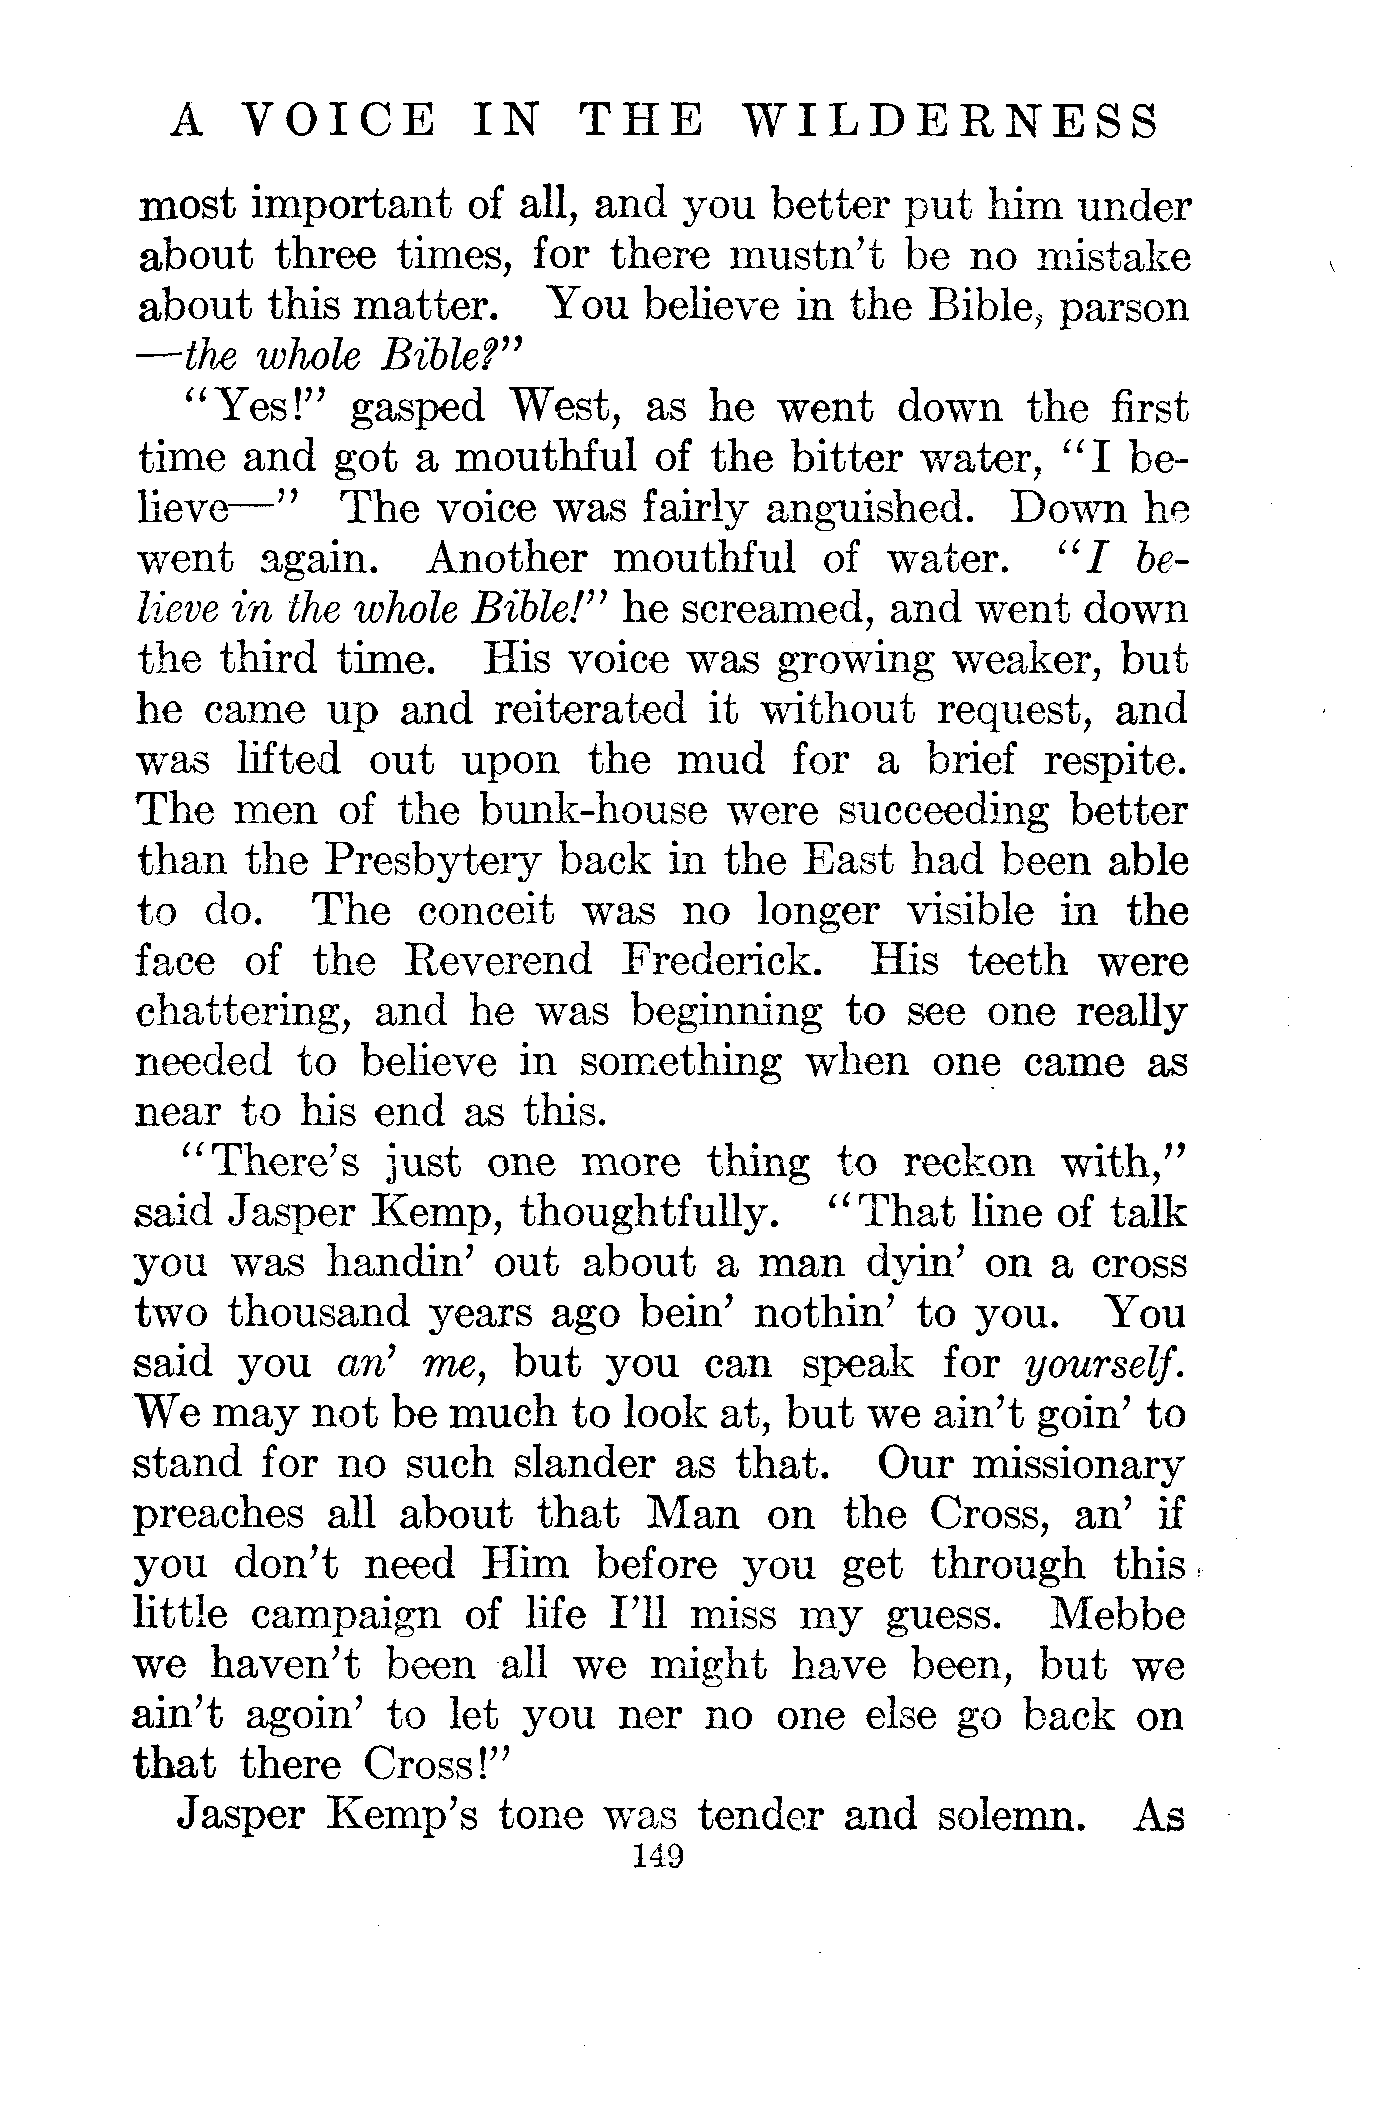 A VOICE IN THE WILDERNESS
most important of all, and you better put him under
about three times, for there mustn't be no mistake
about this matter. You believe in the Bible, parson
—the whole Bible?"
"Yes!" gasped West, as he went down the first
time and got a mouthful of the bitter water, "I be-
lieve—" The voice was fairly anguished. Down he
went again. Another mouthful of water. "I be-
lieve in the whole Bible!" he screamed, and went down
the third time. His voice was growing weaker, but
he came up and reiterated it without request, and
was lifted out upon the mud for a brief respite.
The men of the bunk-house were succeeding better
than the Presbytery back in the East had been able
to do. The conceit was no longer visible in the
face of the Reverend Frederick. His teeth were
chattering, and he was beginning to see one really
needed to believe in something when one came as
near to his end as this.
"There's just one more thing to reckon with,"
said Jasper Kemp, thoughtfully. "That line of talk
you was handin' out about a man dyin' on a cross
two thousand years ago bein' nothin' to you. You
said you an' me, but you can speak for yourself.
We may not be much to look at, but we ain't goin' to
stand for no such slander as that. Our missionary
preaches all about that Man on the Cross, an' if
you don't need Him before you get through this
little campaign of life I'll miss my guess. Mebbe
we haven't been all we might have been, but we
ain't agoin' to let you ner no one else go back on
that there Cross!"
Jasper Kemp's tone was tender and solemn. As
149